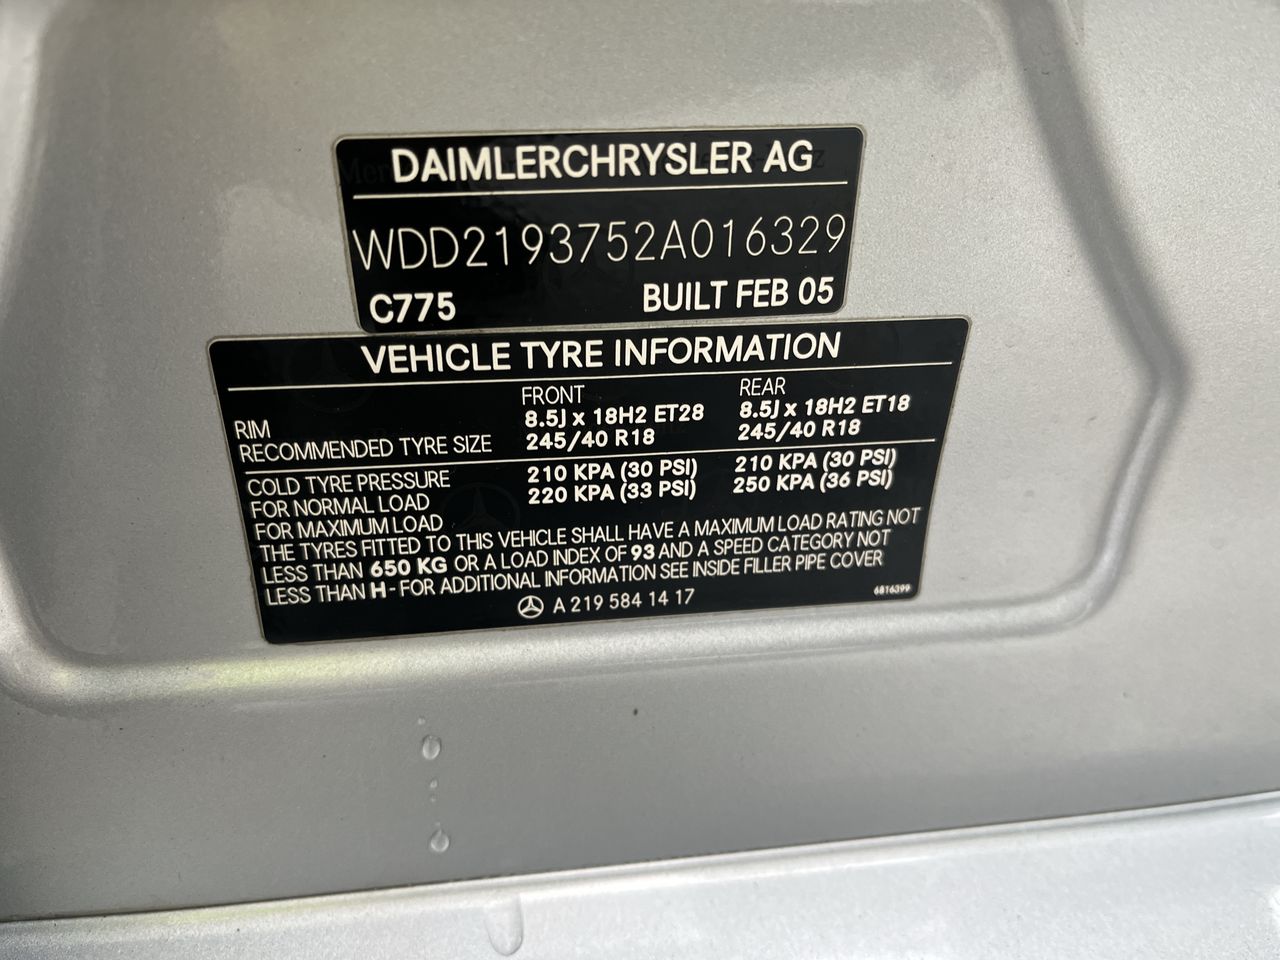 DAIMLERCHRYSLER AG
WDD2193752A016329
C775 BUILT FEB 05
VEHICLE TYRE INFORMATION
FRONT REAR
RIM 8.5J x 18H2 ET28 8.5J x 18H2 ET18
RECOMMENDED TYRE SIZE 245/40 R18 245/40 R18
COLD TYRE PRESSURE
FOR NORMAL LOAD 210 KPA (30 PSI) 210 KPA (30 PSI)
FOR MAXIMUM LOAD 220 KPA (33 PSI) 250 KPA (36 PSI)
THE TYRES FITTED TO THIS VEHICLE SHALL HAVE A MAXIMUM LOAD RATING NOT
LESS THAN 650 KG OR A LOAD INDEX OF 93 AND A SPEED CATEGORY NOT
LESS THAN H - FOR ADDITIONAL INFORMATION SEE INSIDE FILLER PIPE COVER
A 219 584 14 17
6816399